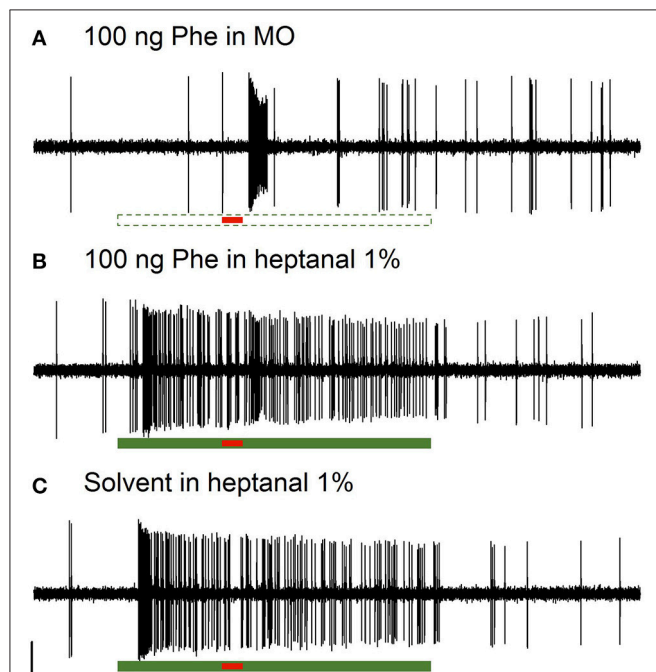 A 100 ng Phe in MO
B 100 ng Phe in heptanal 1%
C Solvent in heptanal 1%